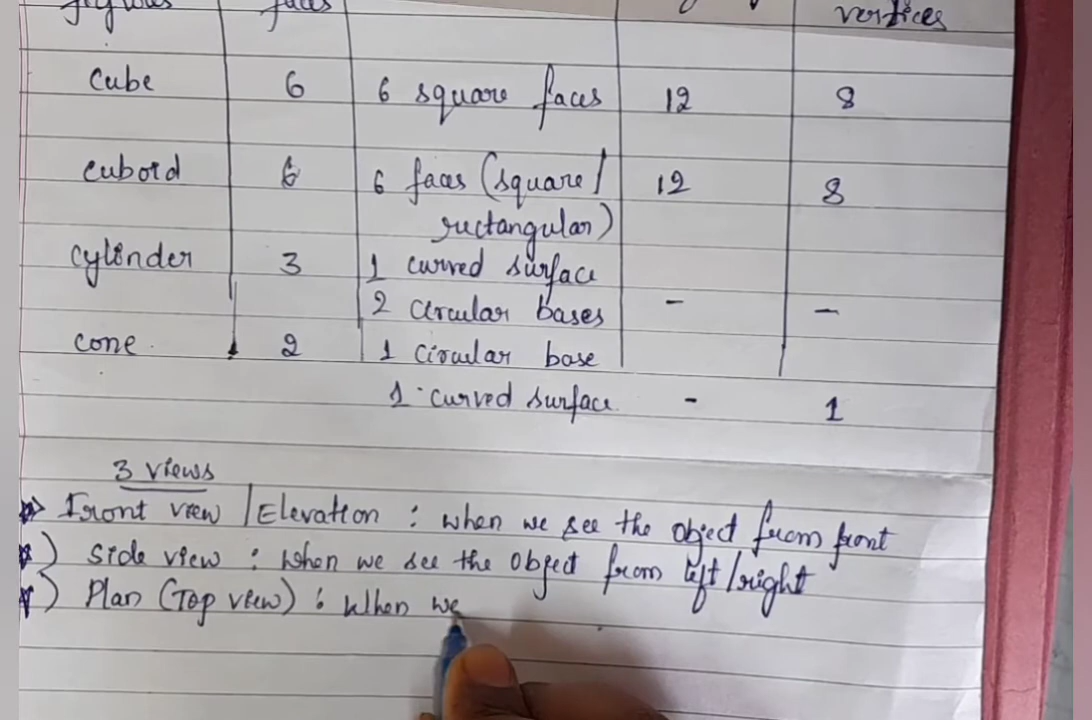 figures faces vertices
cube 6 6 square faces 12 8
cuboid 6 6 faces (square/ 12 8
rectangular)
cylinder 3 1 curved surface
2 circular bases - -
cone 2 1 circular base
1 curved surface - 1
3 views
Front view / Elevation : when we see the object from front
Side view : When we see the object from left/right
Plan (Top view) : When we